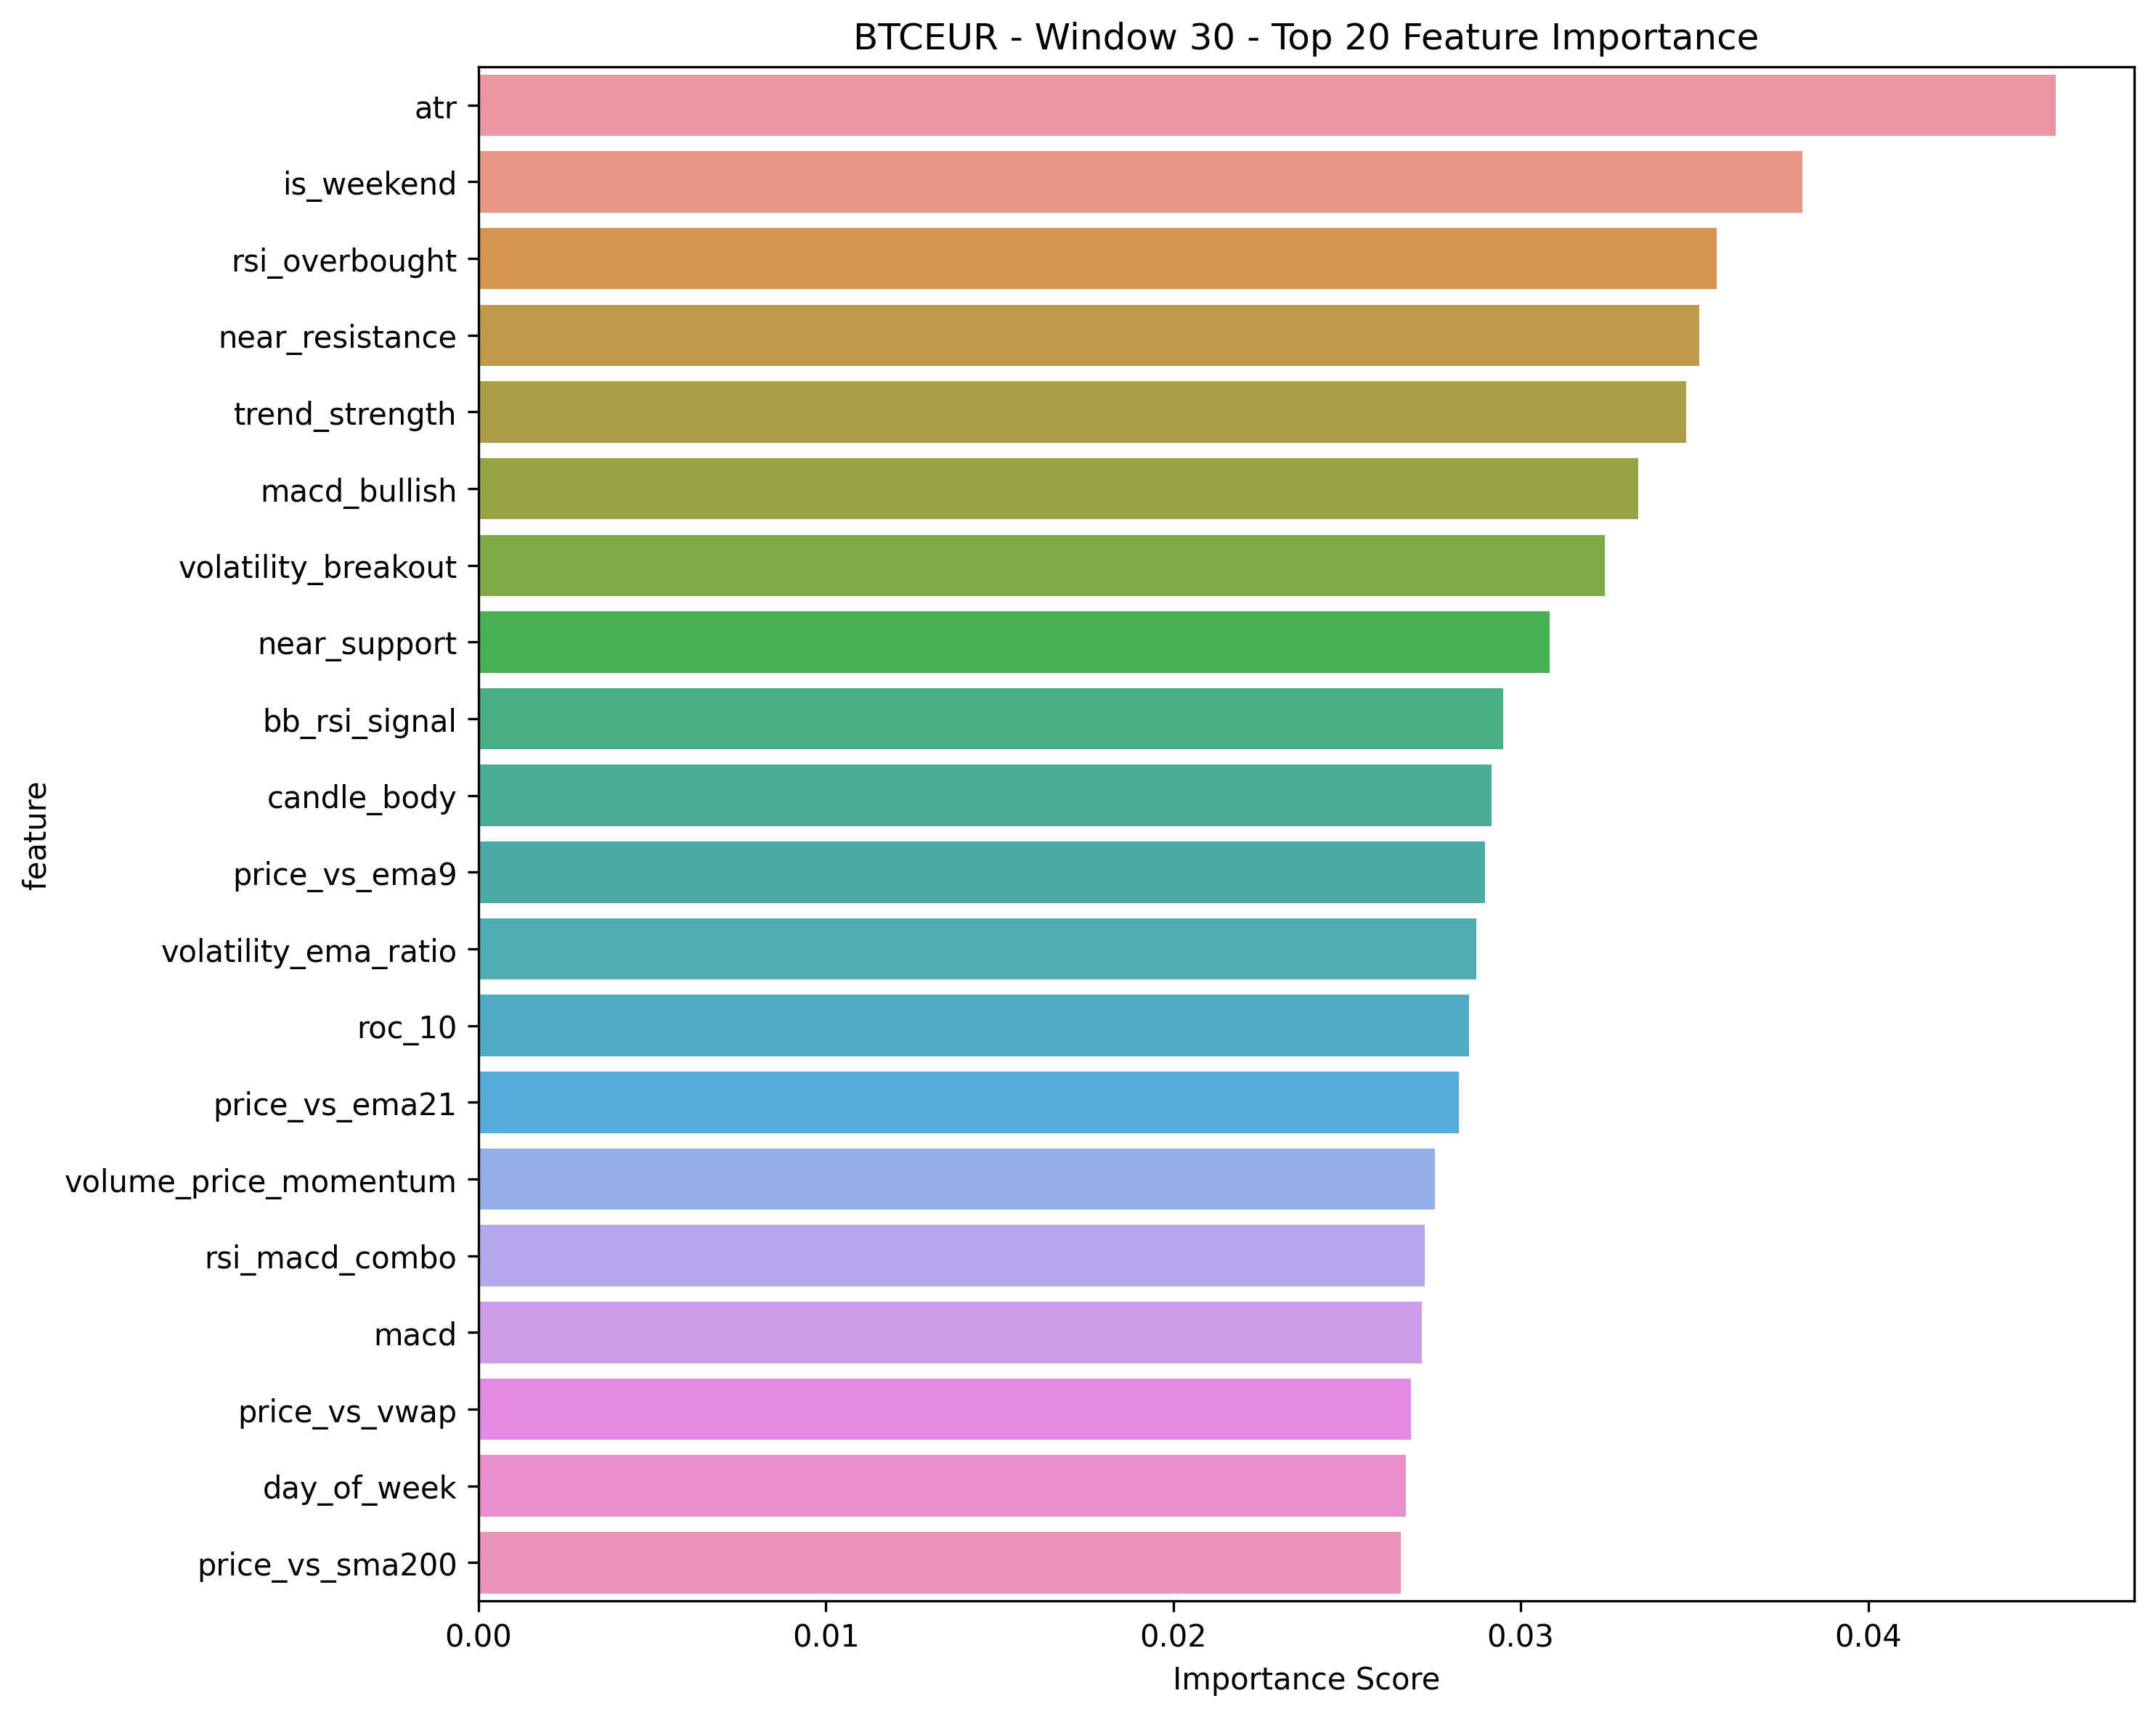 BTCEUR - Window 30 - Top 20 Feature Importance
atr
is_weekend
rsi_overbought
near_resistance
trend_strength
macd_bullish
volatility_breakout
near_support
bb_rsi_signal
candle_body
price_vs_ema9
volatility_ema_ratio
roc_10
price_vs_ema21
volume_price_momentum
rsi_macd_combo
macd
price_vs_vwap
day_of_week
price_vs_sma200
feature
0.00 0.01 0.02 0.03 0.04
Importance Score